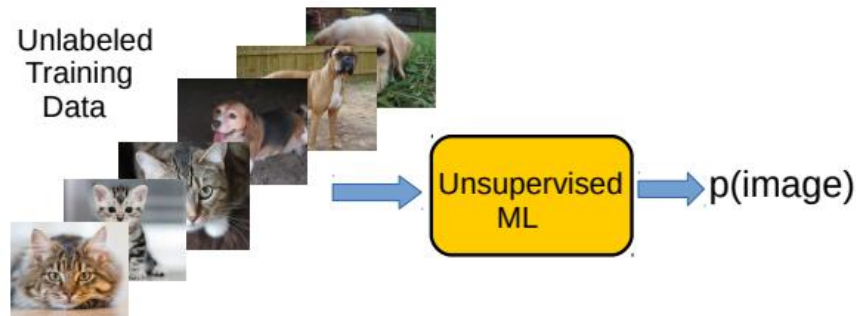 Unlabeled
Training
Data
Unsupervised
ML
p(image)